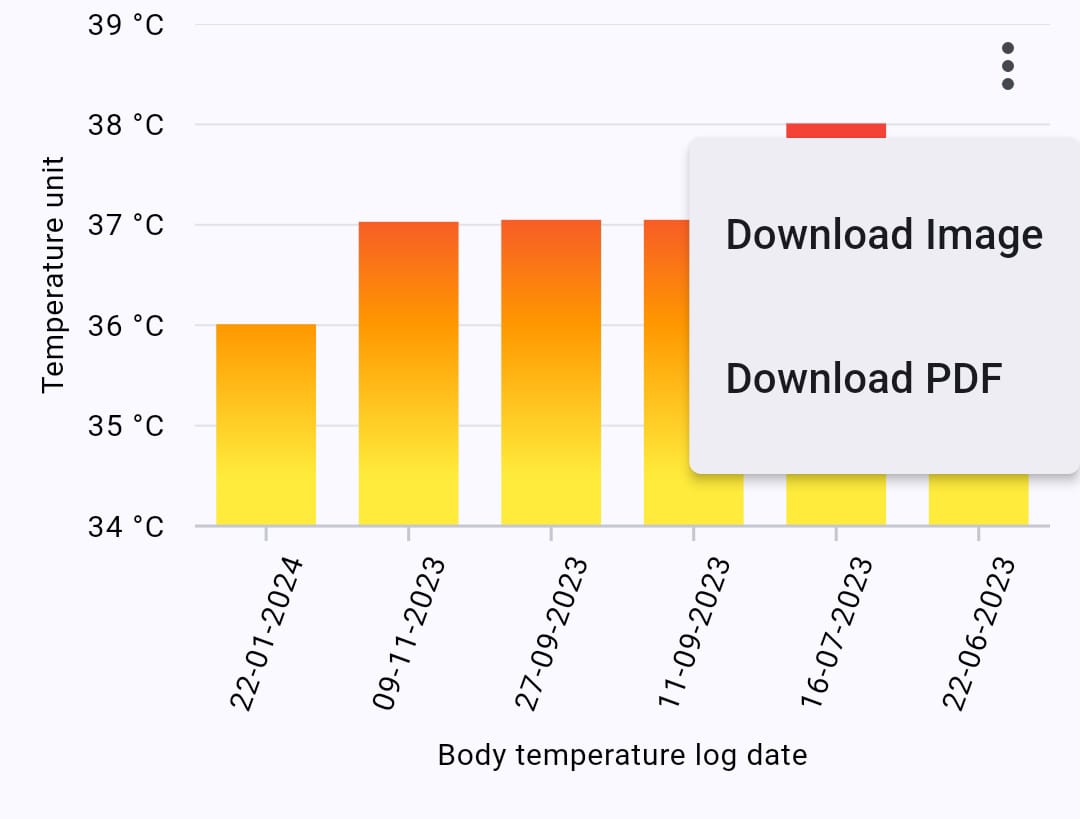 39 °C
38 °C
37 °C
36 °C
35 °C
34 °C
Temperature unit
Download Image
Download PDF
22-01-2024
09-11-2023
27-09-2023
11-09-2023
16-07-2023
22-06-2023
Body temperature log date